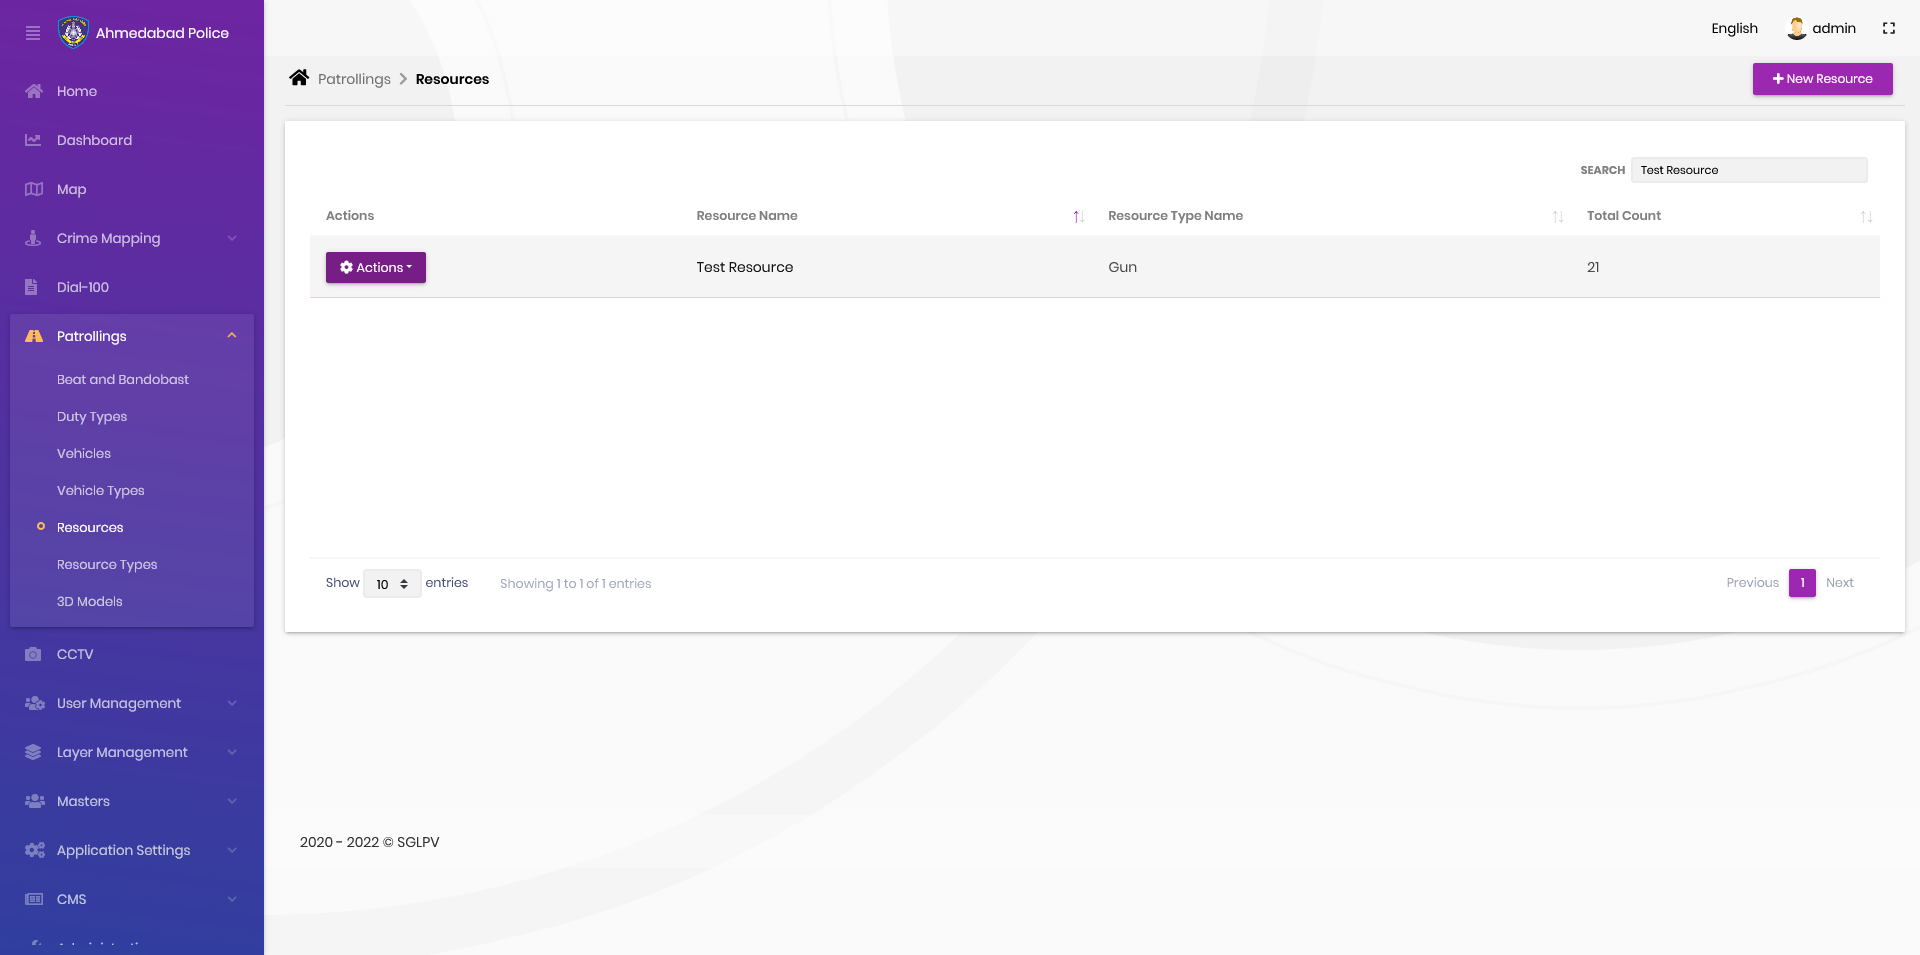 Ahmedabad Police
English
admin
Home
Dashboard
Map
Crime Mapping
Dial-100
Patrollings
Beat and Bandobast
Duty Types
Vehicles
Vehicle Types
Resources
Resource Types
3D Models
CCTV
User Management
Layer Management
Masters
Application Settings
CMS
Patrollings > Resources
New Resource
SEARCH Test Resource
Actions Resource Name Resource Type Name Total Count
Actions Test Resource Gun 21
Show 10 entries Showing 1 to 1 of 1 entries Previous 1 Next
2020 - 2022 © SGLPV